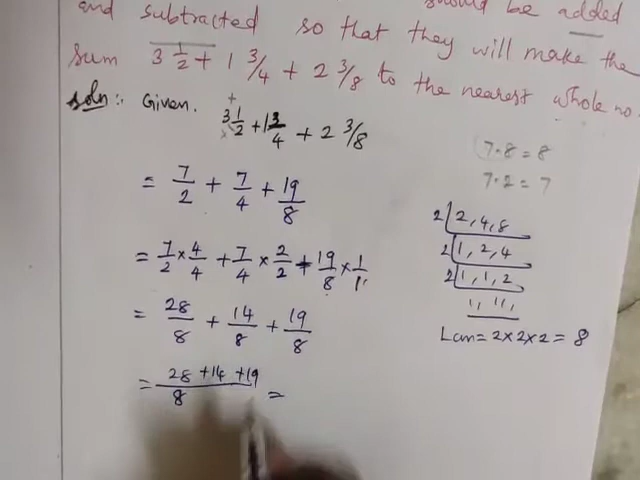 should be added
and subtracted so that they will make the
sum 3 1/2 + 1 3/4 + 2 3/8 to the nearest whole no.
soln:- Given.
3 1/2 + 1 3/4 + 2 3/8
= 7/2 + 7/4 + 19/8
= 7/2 × 4/4 + 7/4 × 2/2 + 19/8 × 1/1
= 28/8 + 14/8 + 19/8
= 28 + 14 + 19 / 8 =
7.8 = 8
7.2 = 7
2 | 2, 4, 8
2 | 1, 2, 4
2 | 1, 1, 2
1, 1, 1,
Lcm = 2×2×2 = 8